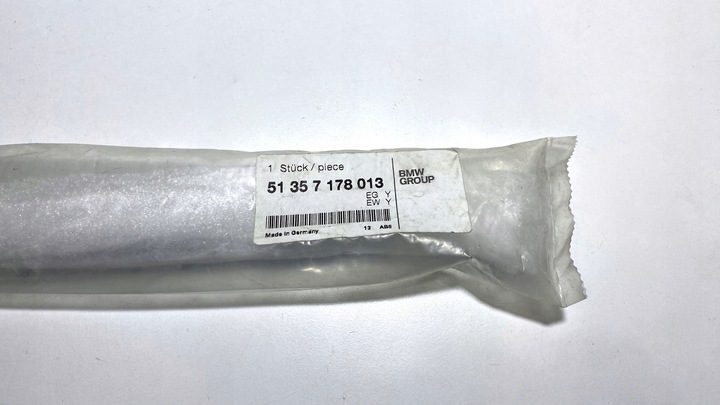 1 Stück / piece
51 35 7 178 013
EG Y
EW Y
Made in Germany
13
BMW
GROUP